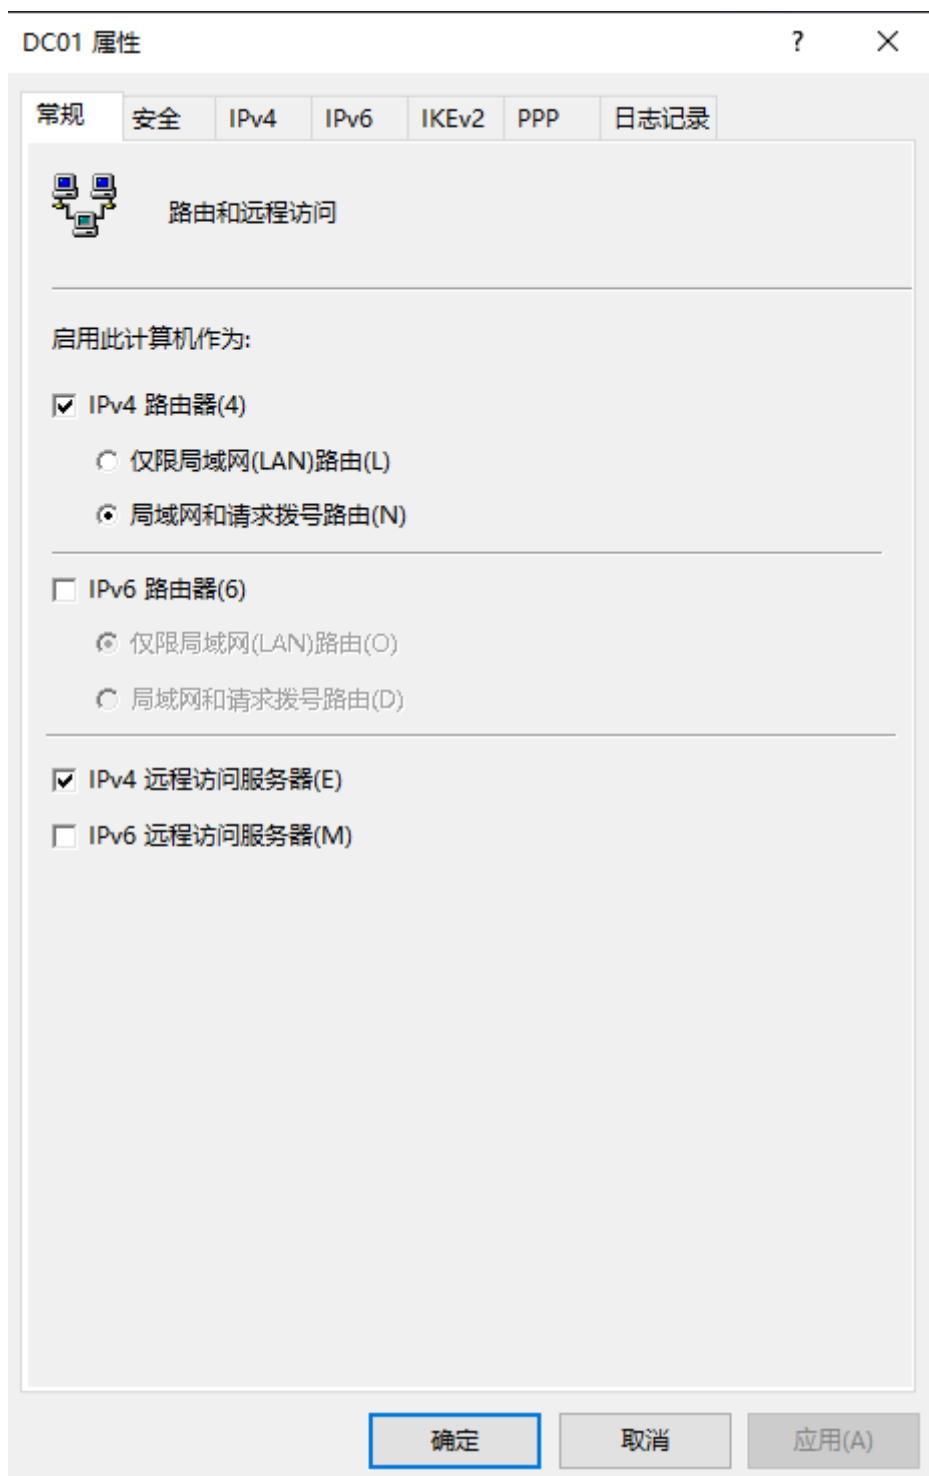 DC01 属性
?
常规 安全 IPv4 IPv6 IKEv2 PPP 日志记录
路由和远程访问
启用此计算机作为:
IPv4 路由器(4)
仅限局域网(LAN)路由(L)
局域网和请求拨号路由(N)
IPv6 路由器(6)
仅限局域网(LAN)路由(O)
局域网和请求拨号路由(D)
IPv4 远程访问服务器(E)
IPv6 远程访问服务器(M)
确定 取消 应用(A)